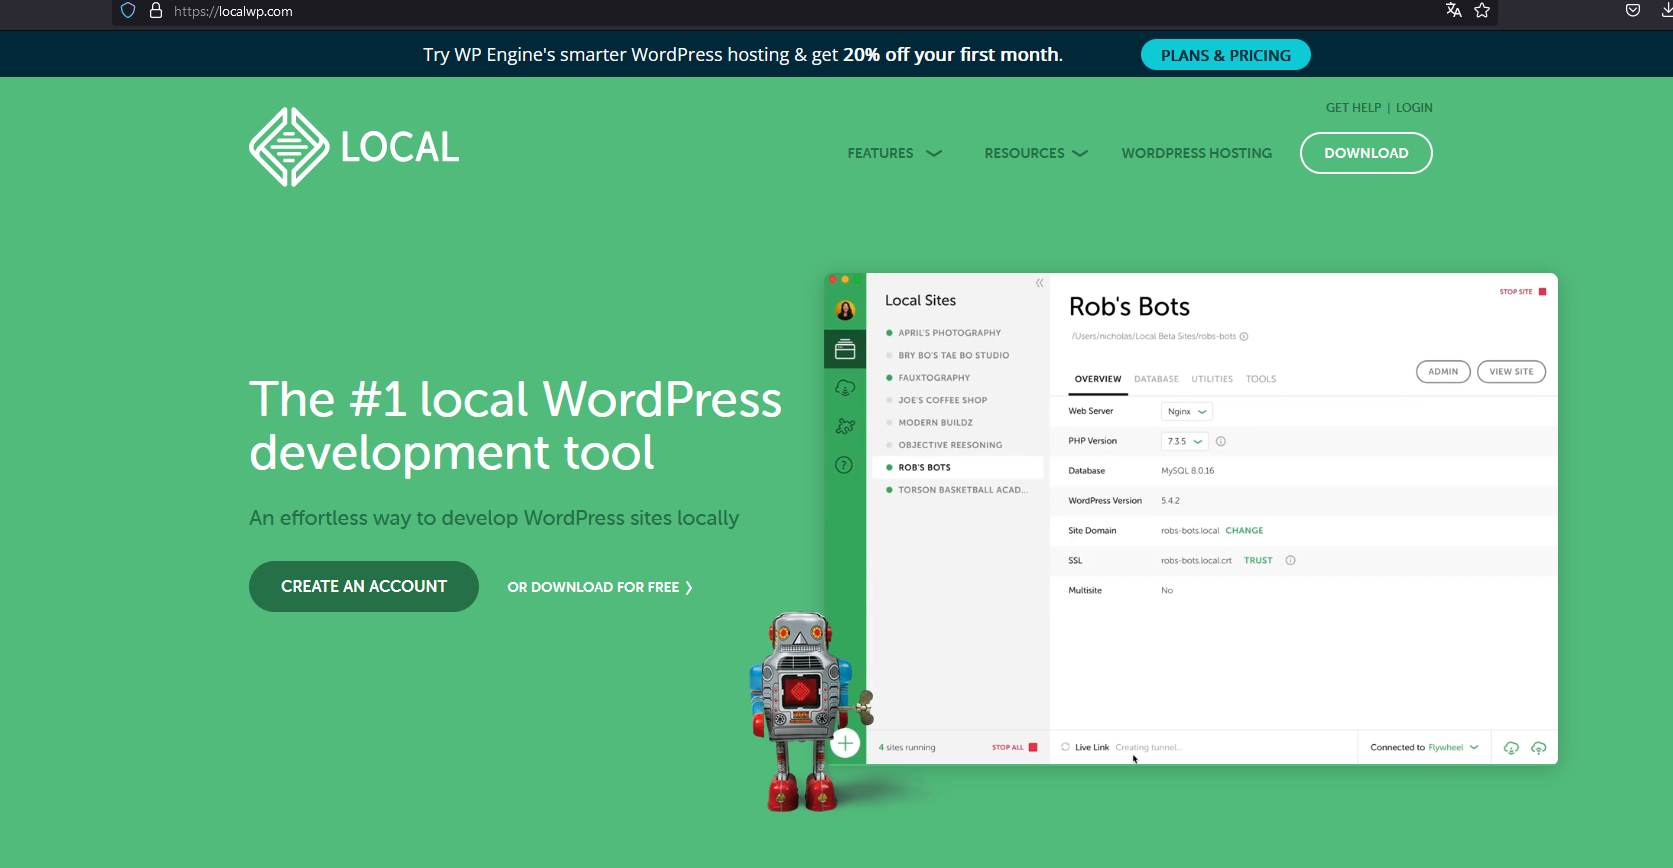 https://localwp.com
Try WP Engine's smarter WordPress hosting & get 20% off your first month.
PLANS & PRICING
GET HELP | LOGIN
LOCAL
FEATURES
RESOURCES
WORDPRESS HOSTING
DOWNLOAD
The #1 local WordPress
development tool
An effortless way to develop WordPress sites locally
CREATE AN ACCOUNT
OR DOWNLOAD FOR FREE
Local Sites
APRIL'S PHOTOGRAPHY
BRY BO'S TAE BO STUDIO
FAUXTOGRAPHY
JOE'S COFFEE SHOP
MODERN BUILDZ
OBJECTIVE REESONING
ROB'S BOTS
TORSON BASKETBALL ACAD...
4 sites running
STOP ALL
STOP SITE
Rob's Bots
/Users/nicholas/Local Beta Sites/robs-bots
ADMIN
VIEW SITE
OVERVIEW DATABASE UTILITIES TOOLS
Web Server Nginx
PHP Version 7.3.5
Database MySQL 8.0.16
WordPress Version 5.4.2
Site Domain robs-bots.local CHANGE
SSL robs-bots.local.crt TRUST
Multisite No
Live Link Creating tunnel...
Connected to Flywheel